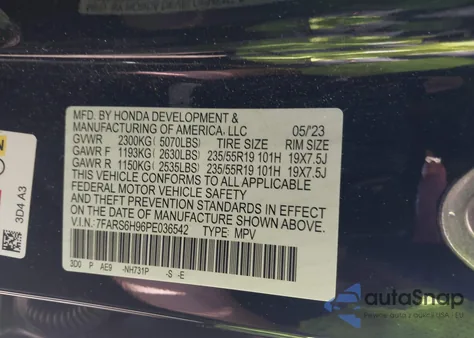 MFD. BY HONDA DEVELOPMENT &
MANUFACTURING OF AMERICA, LLC 05/'23
GVWR 2300KG (5070LBS) TIRE SIZE RIM SIZE
GAWR F 1193KG (2630LBS) 235/55R19 101H 19X7.5J
GAWR R 1150KG (2535LBS) 235/55R19 101H 19X7.5J
THIS VEHICLE CONFORMS TO ALL APPLICABLE
FEDERAL MOTOR VEHICLE SAFETY
AND THEFT PREVENTION STANDARDS IN EFFECT
ON THE DATE OF MANUFACTURE SHOWN ABOVE.
V.I.N.: 7FARS6H96PE036542 TYPE: MPV
3D0 P AE9 -NH731P -S -E
3D4 A3
autoSnap